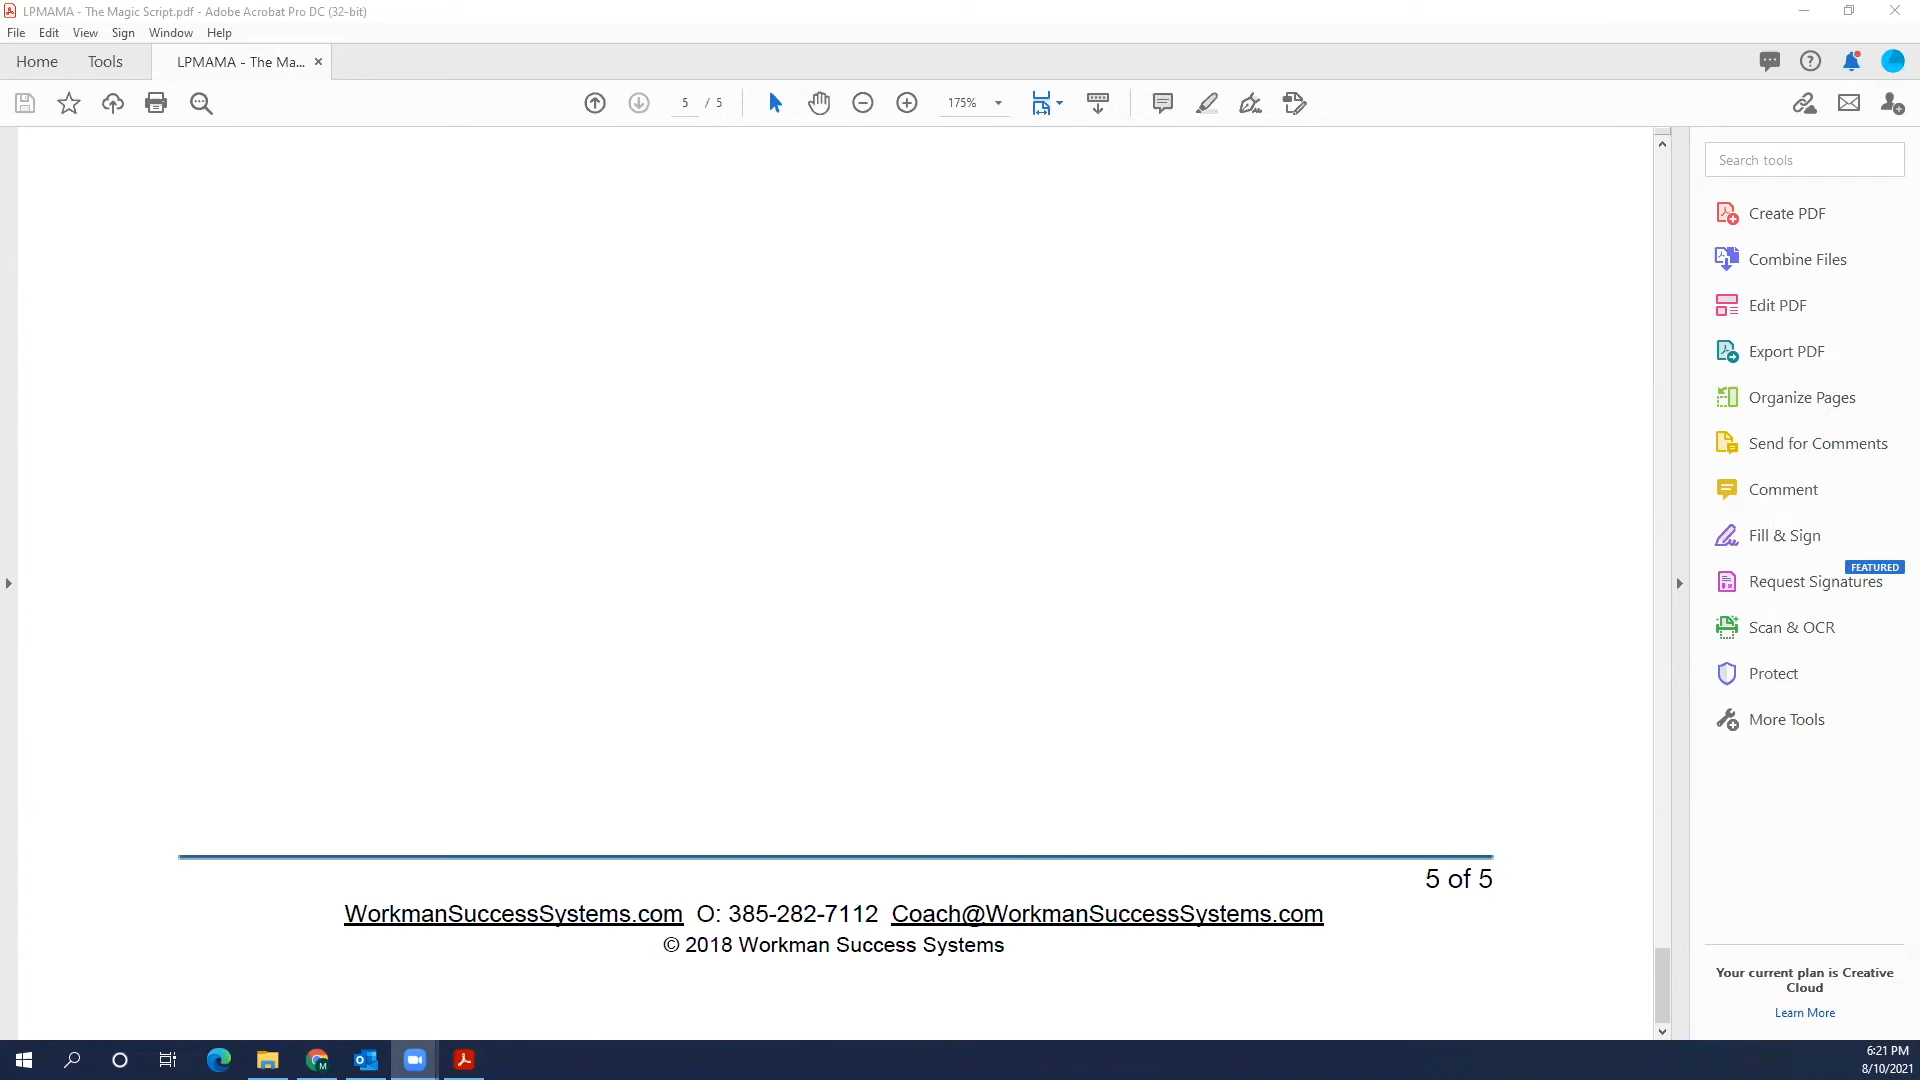 LPMAMA - The Magic Script.pdf - Adobe Acrobat Pro DC (32-bit)
File Edit View Sign Window Help
Home Tools LPMAMA - The Ma... ×
5 / 5 175%
Search tools
Create PDF
Combine Files
Edit PDF
Export PDF
Organize Pages
Send for Comments
Comment
Fill & Sign
FEATURED
Request Signatures
Scan & OCR
Protect
More Tools
5 of 5
WorkmanSuccessSystems.com O: 385-282-7112 Coach@WorkmanSuccessSystems.com
© 2018 Workman Success Systems
Your current plan is Creative
Cloud
Learn More
6:21 PM
8/10/2021